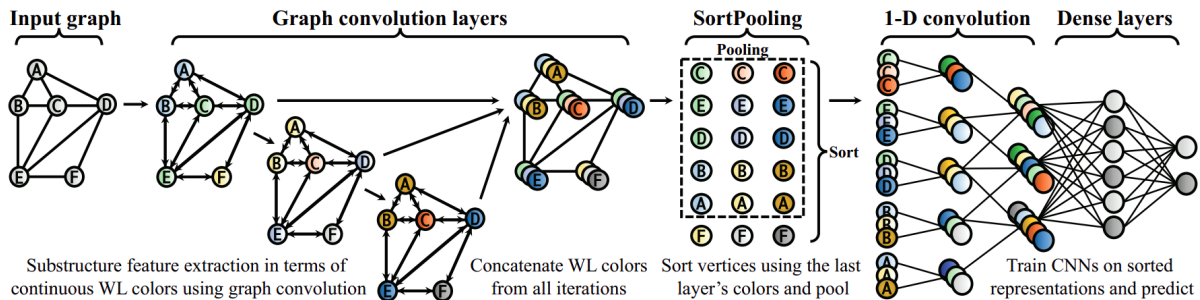 Input graph
Graph convolution layers
SortPooling
1-D convolution
Dense layers
Pooling
A
B C D
E F
A
B C D
E F
A
B C D
E F
A
B C D
E F
A
B C D
E F
C C C
E E E
D D D
B B B
A A A
F F F
Sort
C
C
C
E
E
E
D
D
D
B
B
B
A
A
A
Substructure feature extraction in terms of
continuous WL colors using graph convolution
Concatenate WL colors
from all iterations
Sort vertices using the last
layer's colors and pool
Train CNNs on sorted
representations and predict